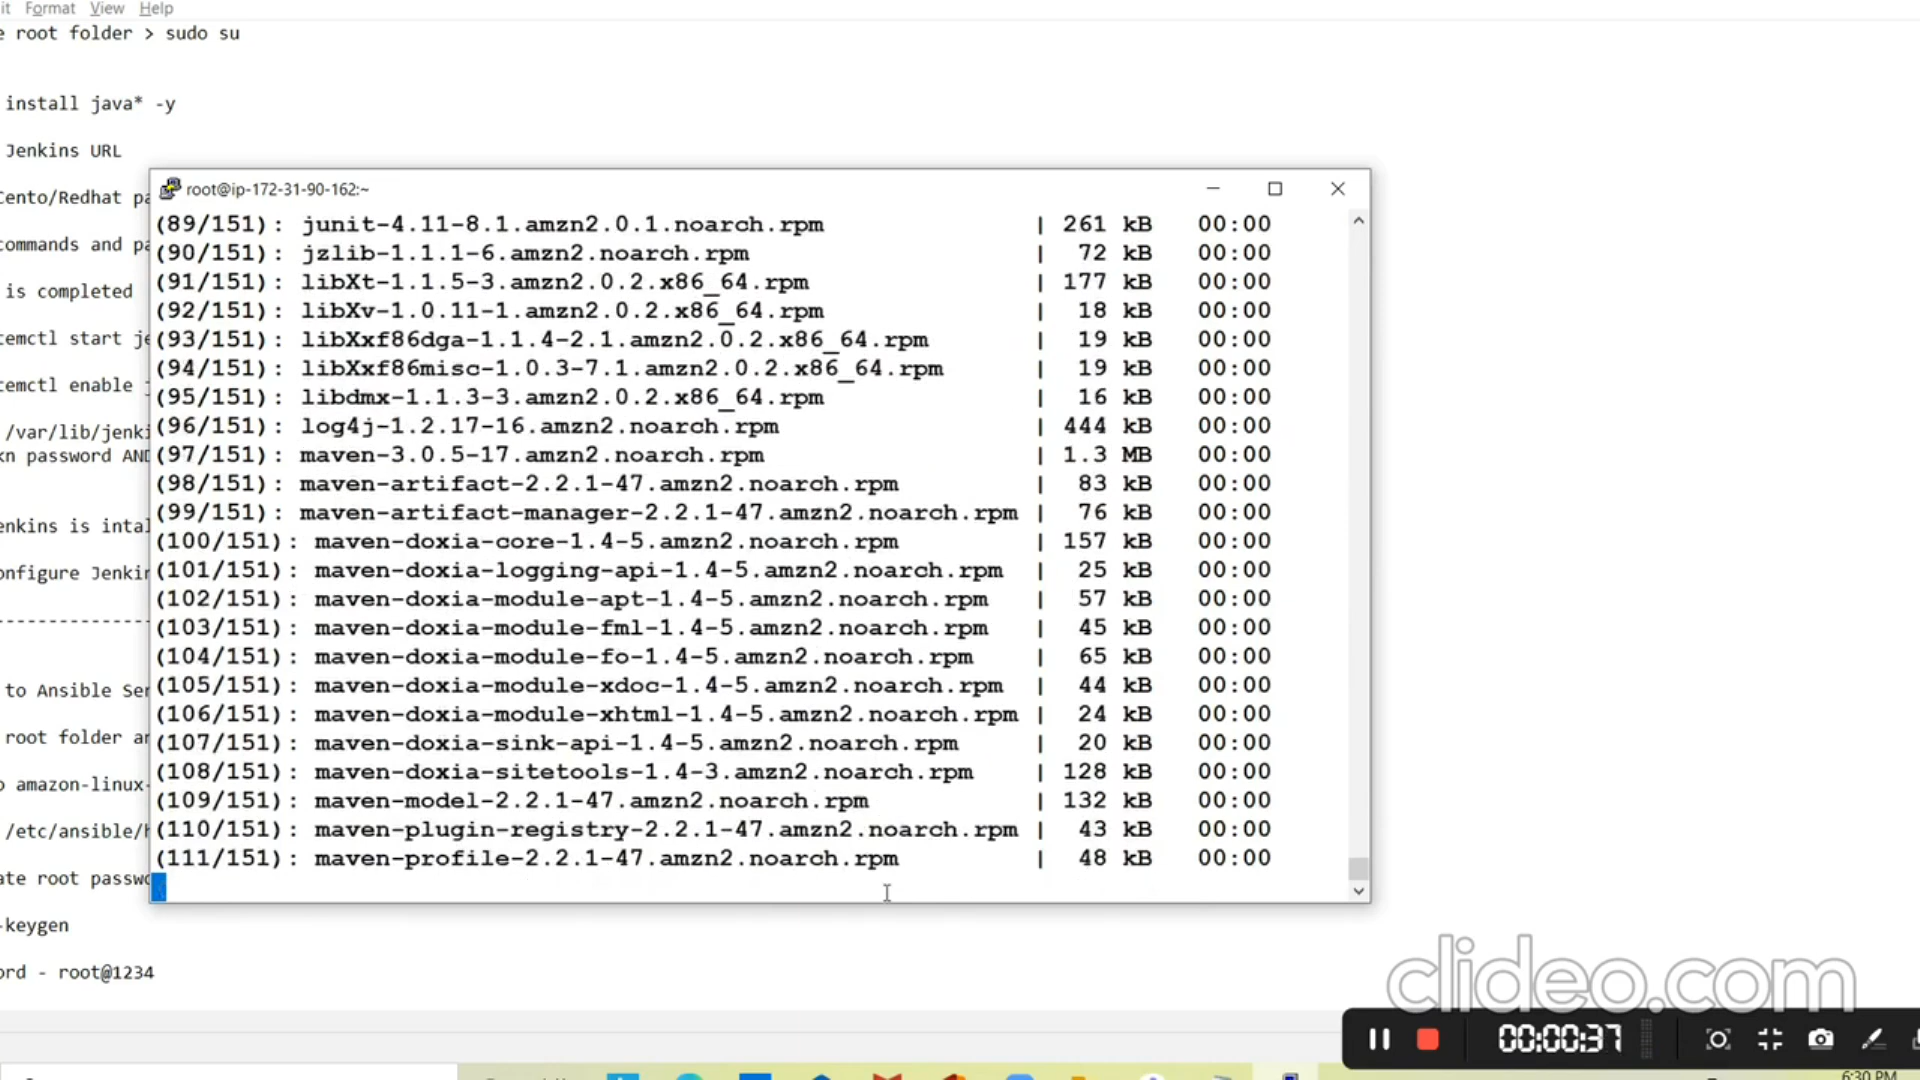 it Format View Help
e root folder > sudo su
install java* -y
Jenkins URL
Cento/Redhat pa
commands and pa
is completed
temctl start je
temctl enable
/var/lib/jenki
kn password AND
enkins is intal
onfigure Jenkin
---------------
to Ansible Ser
root folder an
o amazon-linux-
/etc/ansible/h
ate root passwo
-keygen
ord - root@1234
root@ip-172-31-90-162:~
(89/151): junit-4.11-8.1.amzn2.0.1.noarch.rpm | 261 kB 00:00
(90/151): jzlib-1.1.1-6.amzn2.noarch.rpm | 72 kB 00:00
(91/151): libXt-1.1.5-3.amzn2.0.2.x86_64.rpm | 177 kB 00:00
(92/151): libXv-1.0.11-1.amzn2.0.2.x86_64.rpm | 18 kB 00:00
(93/151): libXxf86dga-1.1.4-2.1.amzn2.0.2.x86_64.rpm | 19 kB 00:00
(94/151): libXxf86misc-1.0.3-7.1.amzn2.0.2.x86_64.rpm | 19 kB 00:00
(95/151): libdmx-1.1.3-3.amzn2.0.2.x86_64.rpm | 16 kB 00:00
(96/151): log4j-1.2.17-16.amzn2.noarch.rpm | 444 kB 00:00
(97/151): maven-3.0.5-17.amzn2.noarch.rpm | 1.3 MB 00:00
(98/151): maven-artifact-2.2.1-47.amzn2.noarch.rpm | 83 kB 00:00
(99/151): maven-artifact-manager-2.2.1-47.amzn2.noarch.rpm | 76 kB 00:00
(100/151): maven-doxia-core-1.4-5.amzn2.noarch.rpm | 157 kB 00:00
(101/151): maven-doxia-logging-api-1.4-5.amzn2.noarch.rpm | 25 kB 00:00
(102/151): maven-doxia-module-apt-1.4-5.amzn2.noarch.rpm | 57 kB 00:00
(103/151): maven-doxia-module-fml-1.4-5.amzn2.noarch.rpm | 45 kB 00:00
(104/151): maven-doxia-module-fo-1.4-5.amzn2.noarch.rpm | 65 kB 00:00
(105/151): maven-doxia-module-xdoc-1.4-5.amzn2.noarch.rpm | 44 kB 00:00
(106/151): maven-doxia-module-xhtml-1.4-5.amzn2.noarch.rpm | 24 kB 00:00
(107/151): maven-doxia-sink-api-1.4-5.amzn2.noarch.rpm | 20 kB 00:00
(108/151): maven-doxia-sitetools-1.4-3.amzn2.noarch.rpm | 128 kB 00:00
(109/151): maven-model-2.2.1-47.amzn2.noarch.rpm | 132 kB 00:00
(110/151): maven-plugin-registry-2.2.1-47.amzn2.noarch.rpm | 43 kB 00:00
(111/151): maven-profile-2.2.1-47.amzn2.noarch.rpm | 48 kB 00:00
clideo.com
00:00:37
6:30 PM